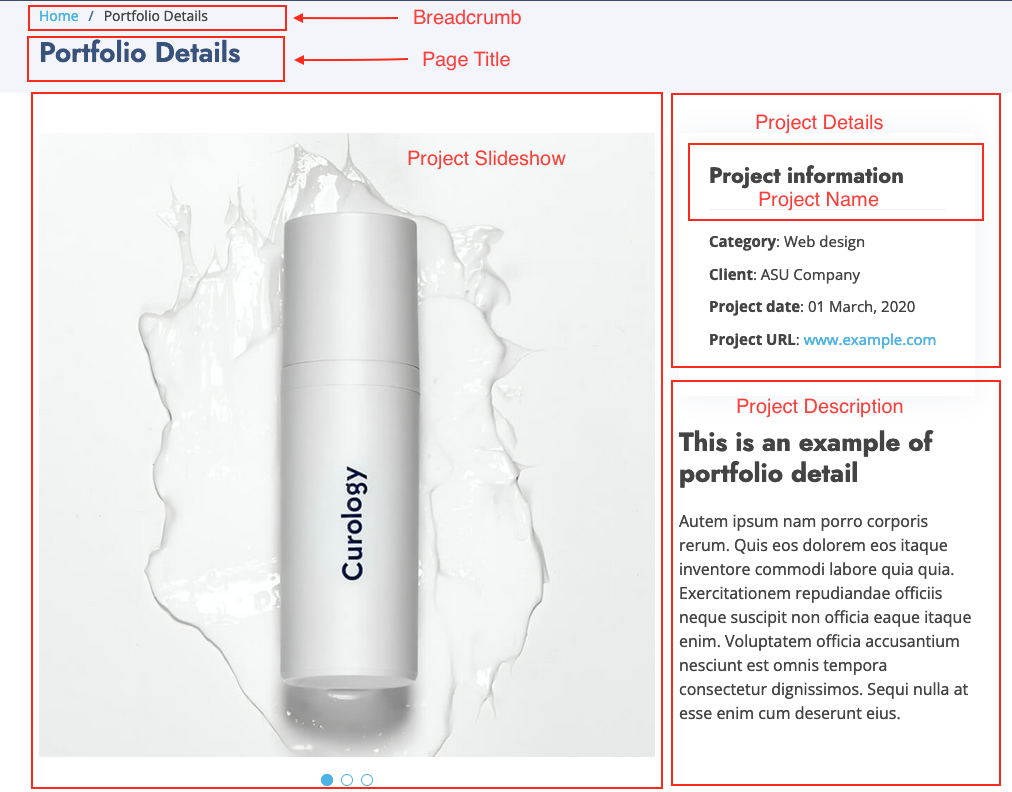 Home / Portfolio Details
Breadcrumb
Portfolio Details
Page Title
Project Slideshow
Curology
Project Details
Project information
Project Name
Category: Web design
Client: ASU Company
Project date: 01 March, 2020
Project URL: www.example.com
Project Description
This is an example of
portfolio detail
Autem ipsum nam porro corporis
rerum. Quis eos dolorem eos itaque
inventore commodi labore quia quia.
Exercitationem repudiandae officiis
neque suscipit non officia eaque itaque
enim. Voluptatem officia accusantium
nesciunt est omnis tempora
consectetur dignissimos. Sequi nulla at
esse enim cum deserunt eius.